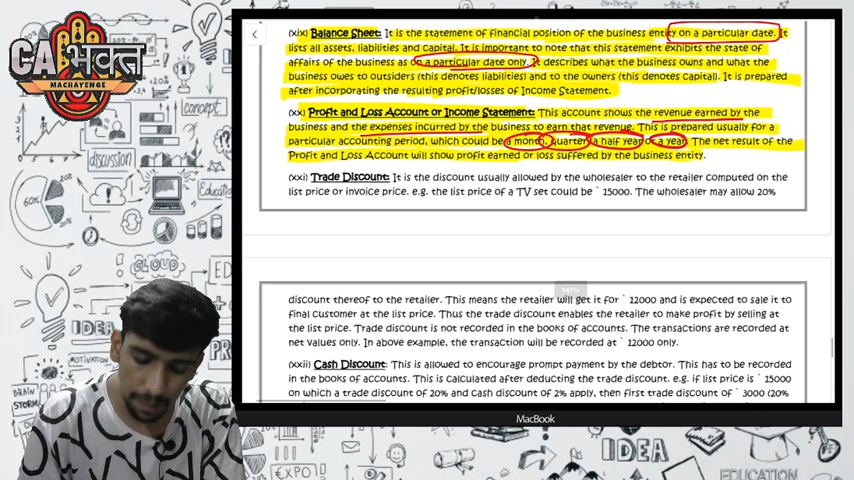 CA भक्त
MACHAYENGE
concept
discussion
Education
60%
20%
20%
CLOUD
IDEA
MOTIVATION
BRAIN
STORM
EXPO
IDEA
EDUCATION
(xix) Balance Sheet: It is the statement of financial position of the business entity on a particular date. It
lists all assets, liabilities and capital. It is important to note that this statement exhibits the state of
affairs of the business as on a particular date only. It describes what the business owns and what the
business owes to outsiders (this denotes liabilities) and to the owners (this denotes capital). It is prepared
after incorporating the resulting profit/losses of Income Statement.
(xx) Profit and Loss Account or Income Statement: This account shows the revenue earned by the
business and the expenses incurred by the business to earn that revenue. This is prepared usually for a
particular accounting period, which could be a month, quarter, a half year or a year. The net result of the
Profit and Loss Account will show profit earned or loss suffered by the business entity.
(xxi) Trade Discount: It is the discount usually allowed by the wholesaler to the retailer computed on the
list price or invoice price. e.g. the list price of a TV set could be ` 15000. The wholesaler may allow 20%
141%
discount thereof to the retailer. This means the retailer will get it for ` 12000 and is expected to sale it to
final customer at the list price. Thus the trade discount enables the retailer to make profit by selling at
the list price. Trade discount is not recorded in the books of accounts. The transactions are recorded at
net values only. In above example, the transaction will be recorded at ` 12000 only.
(xxii) Cash Discount: This is allowed to encourage prompt payment by the debtor. This has to be recorded
in the books of accounts. This is calculated after deducting the trade discount. e.g. if list price is ` 15000
on which a trade discount of 20% and cash discount of 2% apply, then first trade discount of ` 3000 (20%
MacBook